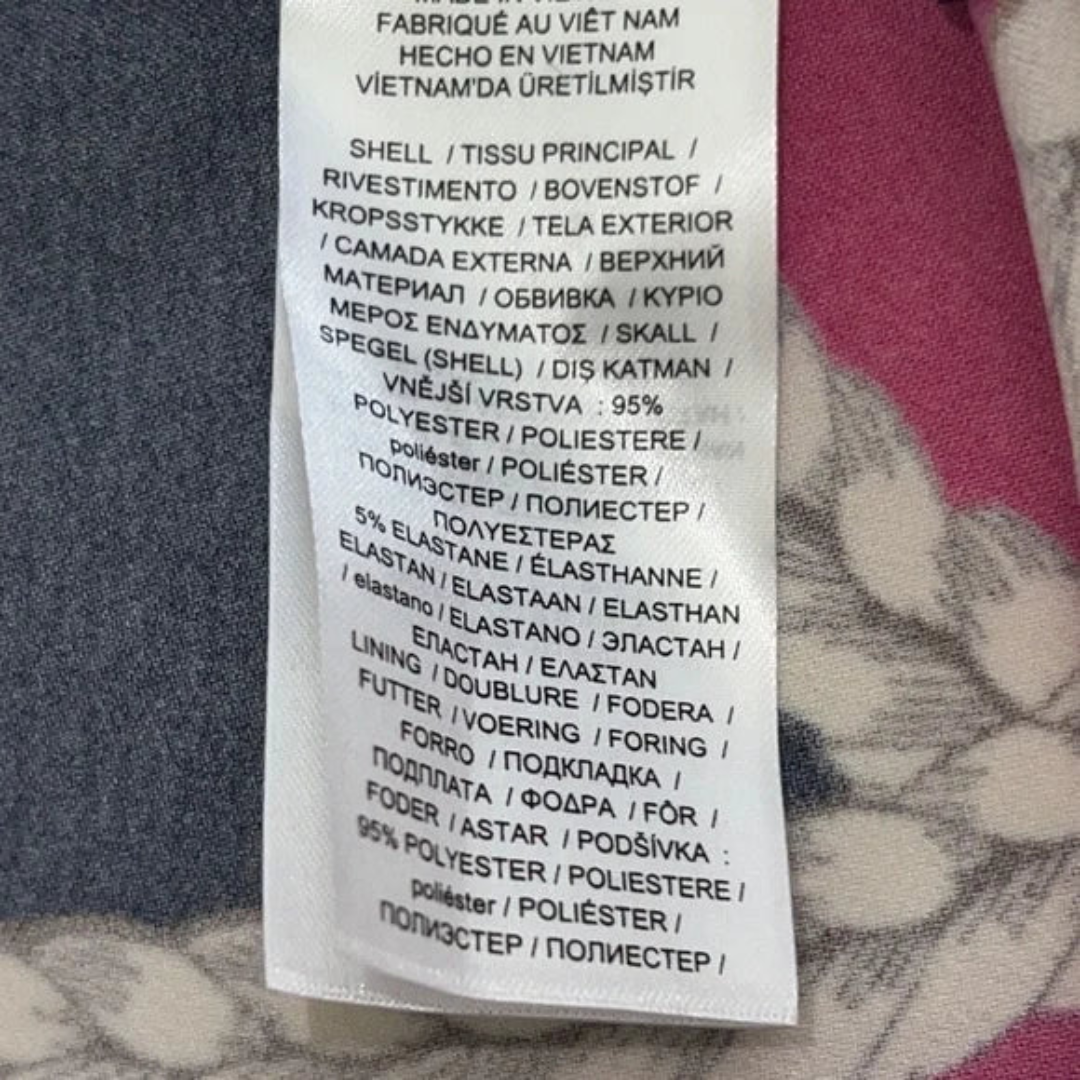 MADE IN VIETNAM
FABRIQUÉ AU VIÊT NAM
HECHO EN VIETNAM
VİETNAM'DA ÜRETİLMİŞTİR
SHELL / TISSU PRINCIPAL /
RIVESTIMENTO / BOVENSTOF /
KROPSSTYKKE / TELA EXTERIOR
/ CAMADA EXTERNA / ВЕРХНИЙ
МАТЕРИАЛ / ОБВИВКА / ΚΥΡΙΟ
ΜΕΡΟΣ ΕΝΔΥΜΑΤΟΣ / SKALL /
SPEGEL (SHELL) / DIŞ KATMAN /
VNĚJŠÍ VRSTVA : 95%
POLYESTER / POLIESTERE /
poliéster / POLIÉSTER /
ПОЛИЭСТЕР / ПОЛИЕСТЕР /
ΠΟΛΥΕΣΤΕΡΑΣ
5% ELASTANE / ÉLASTHANNE /
ELASTAN / ELASTAAN / ELASTHAN
/ elastano / ELASTANO / ЭЛАСТАН /
ЕЛАСТАН / ΕΛΑΣΤΑΝ
LINING / DOUBLURE / FODERA /
FUTTER / VOERING / FORING /
FORRO / ПОДКЛАДКА /
ПОДПЛАТА / ΦΟΔΡΑ / FÔR /
FODER / ASTAR / PODŠÍVKA :
95% POLYESTER / POLIESTERE /
poliéster / POLIÉSTER /
ПОЛИЭСТЕР / ПОЛИЕСТЕР /